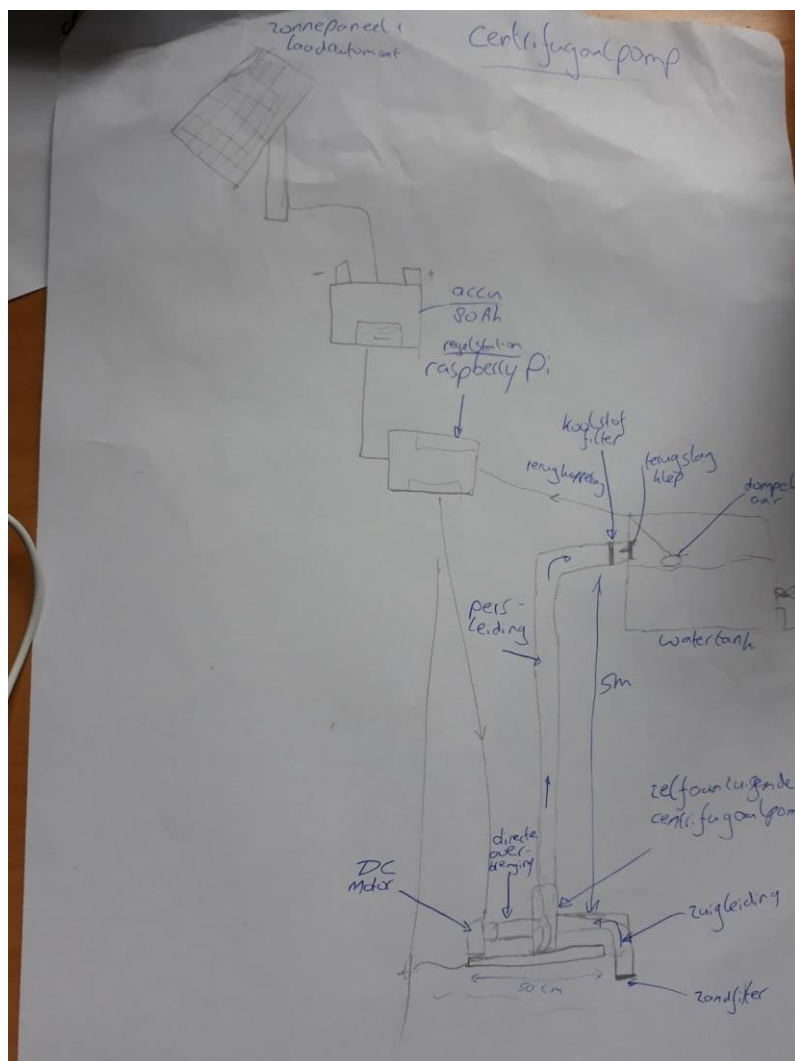 zonnepaneel +
laadautomaat
Centrifugaalpomp
- +
accu
80Ah
regelstation
raspberry Pi
koolstof
filter
terugkoppeling
terugslag
klep
dompel
pers-
leiding
watertank
5m
zelfaanzuigende
centrifugaalpomp
directe
over-
brenging
DC
motor
zuigleiding
50 cm
zandfilter